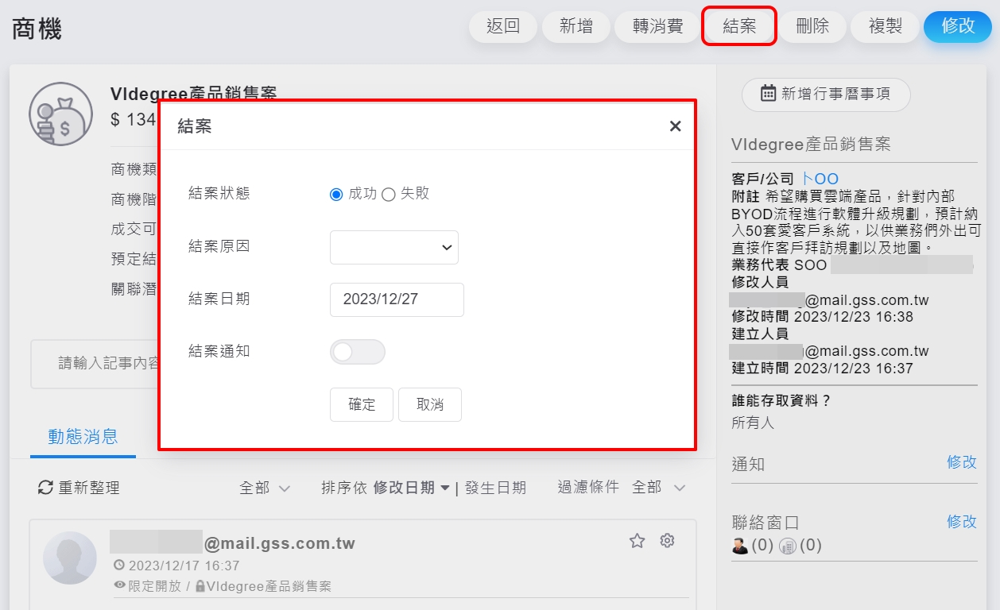 商機
返回
新增
轉消費
結案
刪除
複製
修改
VIdegree產品銷售案
$ 134
商機類
商機階
成交可
預定結
關聯潛
請輸入記事內容
結案
×
結案狀態
成功 失敗
結案原因
結案日期
2023/12/27
結案通知
確定
取消
動態消息
重新整理
全部
排序依 修改日期 | 發生日期
過濾條件 全部
@mail.gss.com.tw
2023/12/17 16:37
限定開放 / VIdegree產品銷售案
新增行事曆事項
VIdegree產品銷售案
客戶/公司 卜OO
附註 希望購買雲端產品，針對內部
BYOD流程進行軟體升級規劃，預計納
入50套愛客戶系統，以供業務們外出可
直接作客戶拜訪規劃以及地圖。
業務代表 SOO
修改人員
@mail.gss.com.tw
修改時間 2023/12/23 16:38
建立人員
@mail.gss.com.tw
建立時間 2023/12/23 16:37
誰能存取資料？
所有人
通知 修改
聯絡窗口 修改
(0) (0)